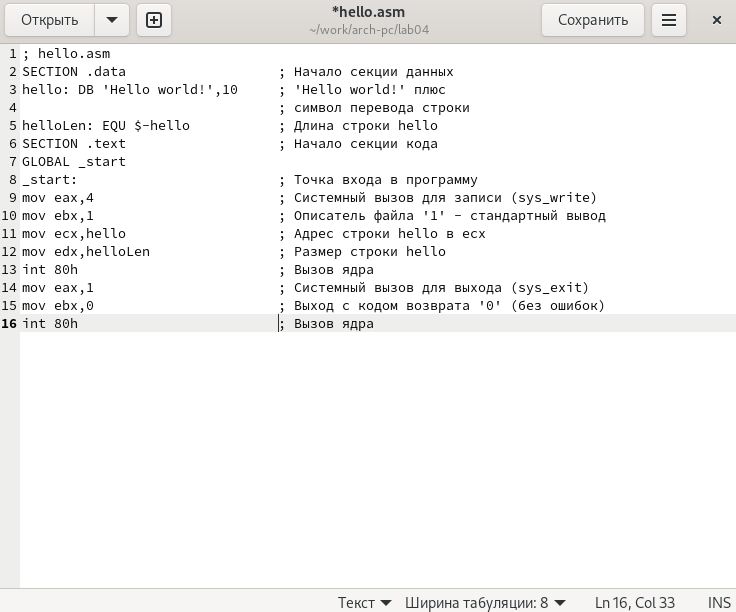 Открыть
*hello.asm
~/work/arch-pc/lab04
Сохранить
1 ; hello.asm
2 SECTION .data ; Начало секции данных
3 hello: DB 'Hello world!',10 ; 'Hello world!' плюс
4 ; символ перевода строки
5 helloLen: EQU $-hello ; Длина строки hello
6 SECTION .text ; Начало секции кода
7 GLOBAL _start
8 _start: ; Точка входа в программу
9 mov eax,4 ; Системный вызов для записи (sys_write)
10 mov ebx,1 ; Описатель файла '1' - стандартный вывод
11 mov ecx,hello ; Адрес строки hello в ecx
12 mov edx,helloLen ; Размер строки hello
13 int 80h ; Вызов ядра
14 mov eax,1 ; Системный вызов для выхода (sys_exit)
15 mov ebx,0 ; Выход с кодом возврата '0' (без ошибок)
16 int 80h ; Вызов ядра
Текст Ширина табуляции: 8 Ln 16, Col 33 INS